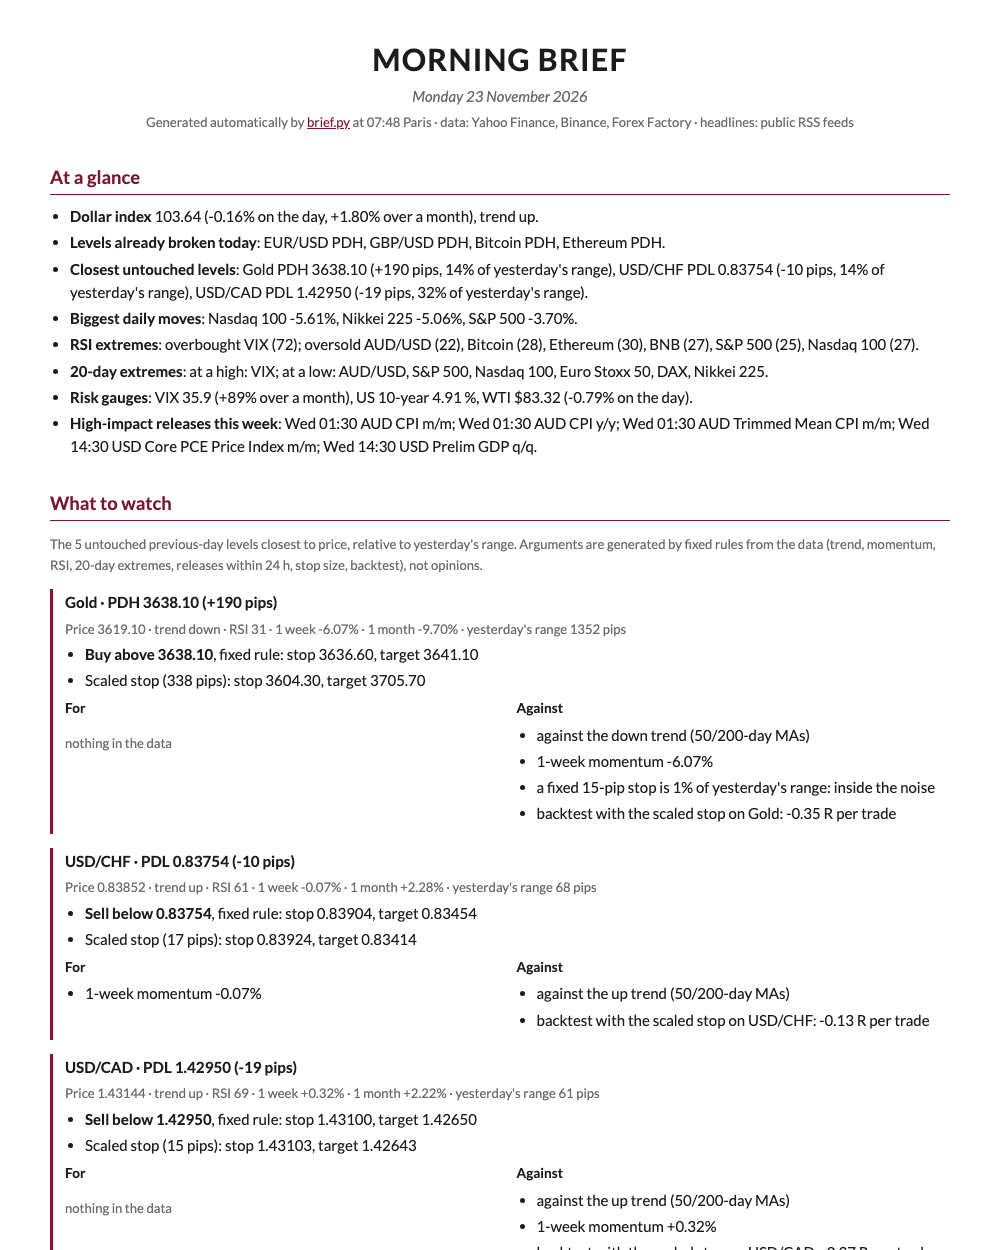 MORNING BRIEF
Monday 23 November 2026
Generated automatically by brief.py at 07:48 Paris · data: Yahoo Finance, Binance, Forex Factory · headlines: public RSS feeds
At a glance
• Dollar index 103.64 (-0.16% on the day, +1.80% over a month), trend up.
• Levels already broken today: EUR/USD PDH, GBP/USD PDH, Bitcoin PDH, Ethereum PDH.
• Closest untouched levels: Gold PDH 3638.10 (+190 pips, 14% of yesterday's range), USD/CHF PDL 0.83754 (-10 pips, 14% of
yesterday's range), USD/CAD PDL 1.42950 (-19 pips, 32% of yesterday's range).
• Biggest daily moves: Nasdaq 100 -5.61%, Nikkei 225 -5.06%, S&P 500 -3.70%.
• RSI extremes: overbought VIX (72); oversold AUD/USD (22), Bitcoin (28), Ethereum (30), BNB (27), S&P 500 (25), Nasdaq 100 (27).
• 20-day extremes: at a high: VIX; at a low: AUD/USD, S&P 500, Nasdaq 100, Euro Stoxx 50, DAX, Nikkei 225.
• Risk gauges: VIX 35.9 (+89% over a month), US 10-year 4.91 %, WTI $83.32 (-0.79% on the day).
• High-impact releases this week: Wed 01:30 AUD CPI m/m; Wed 01:30 AUD CPI y/y; Wed 01:30 AUD Trimmed Mean CPI m/m; Wed
14:30 USD Core PCE Price Index m/m; Wed 14:30 USD Prelim GDP q/q.
What to watch
The 5 untouched previous-day levels closest to price, relative to yesterday's range. Arguments are generated by fixed rules from the data (trend, momentum,
RSI, 20-day extremes, releases within 24 h, stop size, backtest), not opinions.
Gold · PDH 3638.10 (+190 pips)
Price 3619.10 · trend down · RSI 31 · 1 week -6.07% · 1 month -9.70% · yesterday's range 1352 pips
• Buy above 3638.10, fixed rule: stop 3636.60, target 3641.10
• Scaled stop (338 pips): stop 3604.30, target 3705.70
For
nothing in the data
Against
• against the down trend (50/200-day MAs)
• 1-week momentum -6.07%
• a fixed 15-pip stop is 1% of yesterday's range: inside the noise
• backtest with the scaled stop on Gold: -0.35 R per trade
USD/CHF · PDL 0.83754 (-10 pips)
Price 0.83852 · trend up · RSI 61 · 1 week -0.07% · 1 month +2.28% · yesterday's range 68 pips
• Sell below 0.83754, fixed rule: stop 0.83904, target 0.83454
• Scaled stop (17 pips): stop 0.83924, target 0.83414
For
• 1-week momentum -0.07%
Against
• against the up trend (50/200-day MAs)
• backtest with the scaled stop on USD/CHF: -0.13 R per trade
USD/CAD · PDL 1.42950 (-19 pips)
Price 1.43144 · trend up · RSI 69 · 1 week +0.32% · 1 month +2.22% · yesterday's range 61 pips
• Sell below 1.42950, fixed rule: stop 1.43100, target 1.42650
• Scaled stop (15 pips): stop 1.43103, target 1.42643
For
nothing in the data
Against
• against the up trend (50/200-day MAs)
• 1-week momentum +0.32%